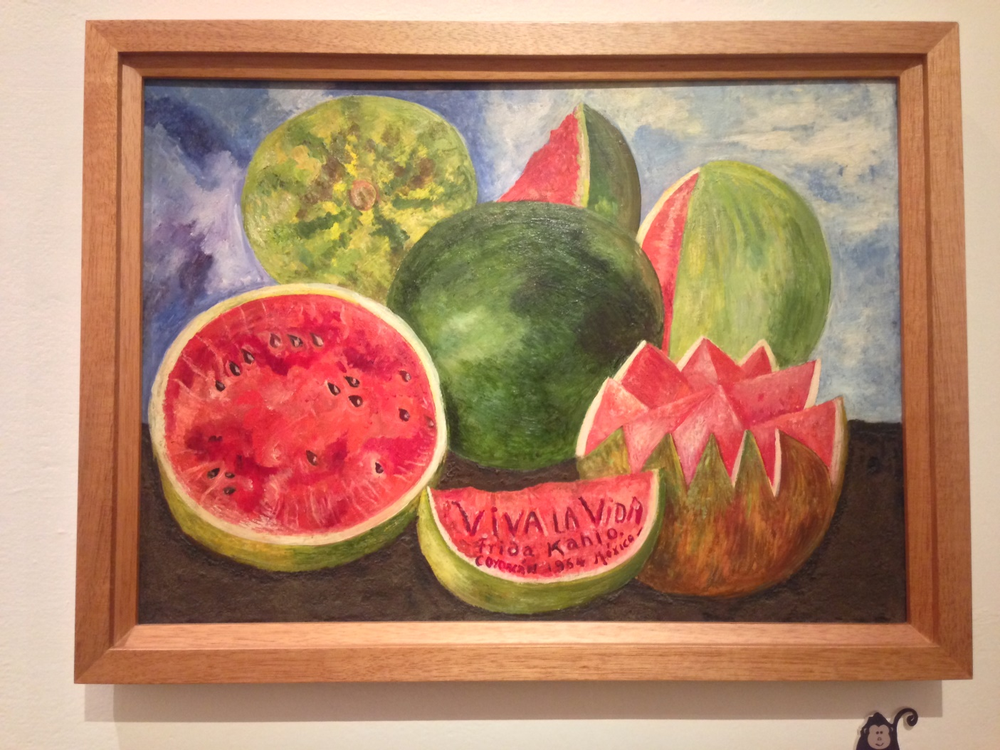 ViVA LA ViDA
Frida Kahlo.
COYOACÁN 1954 México-